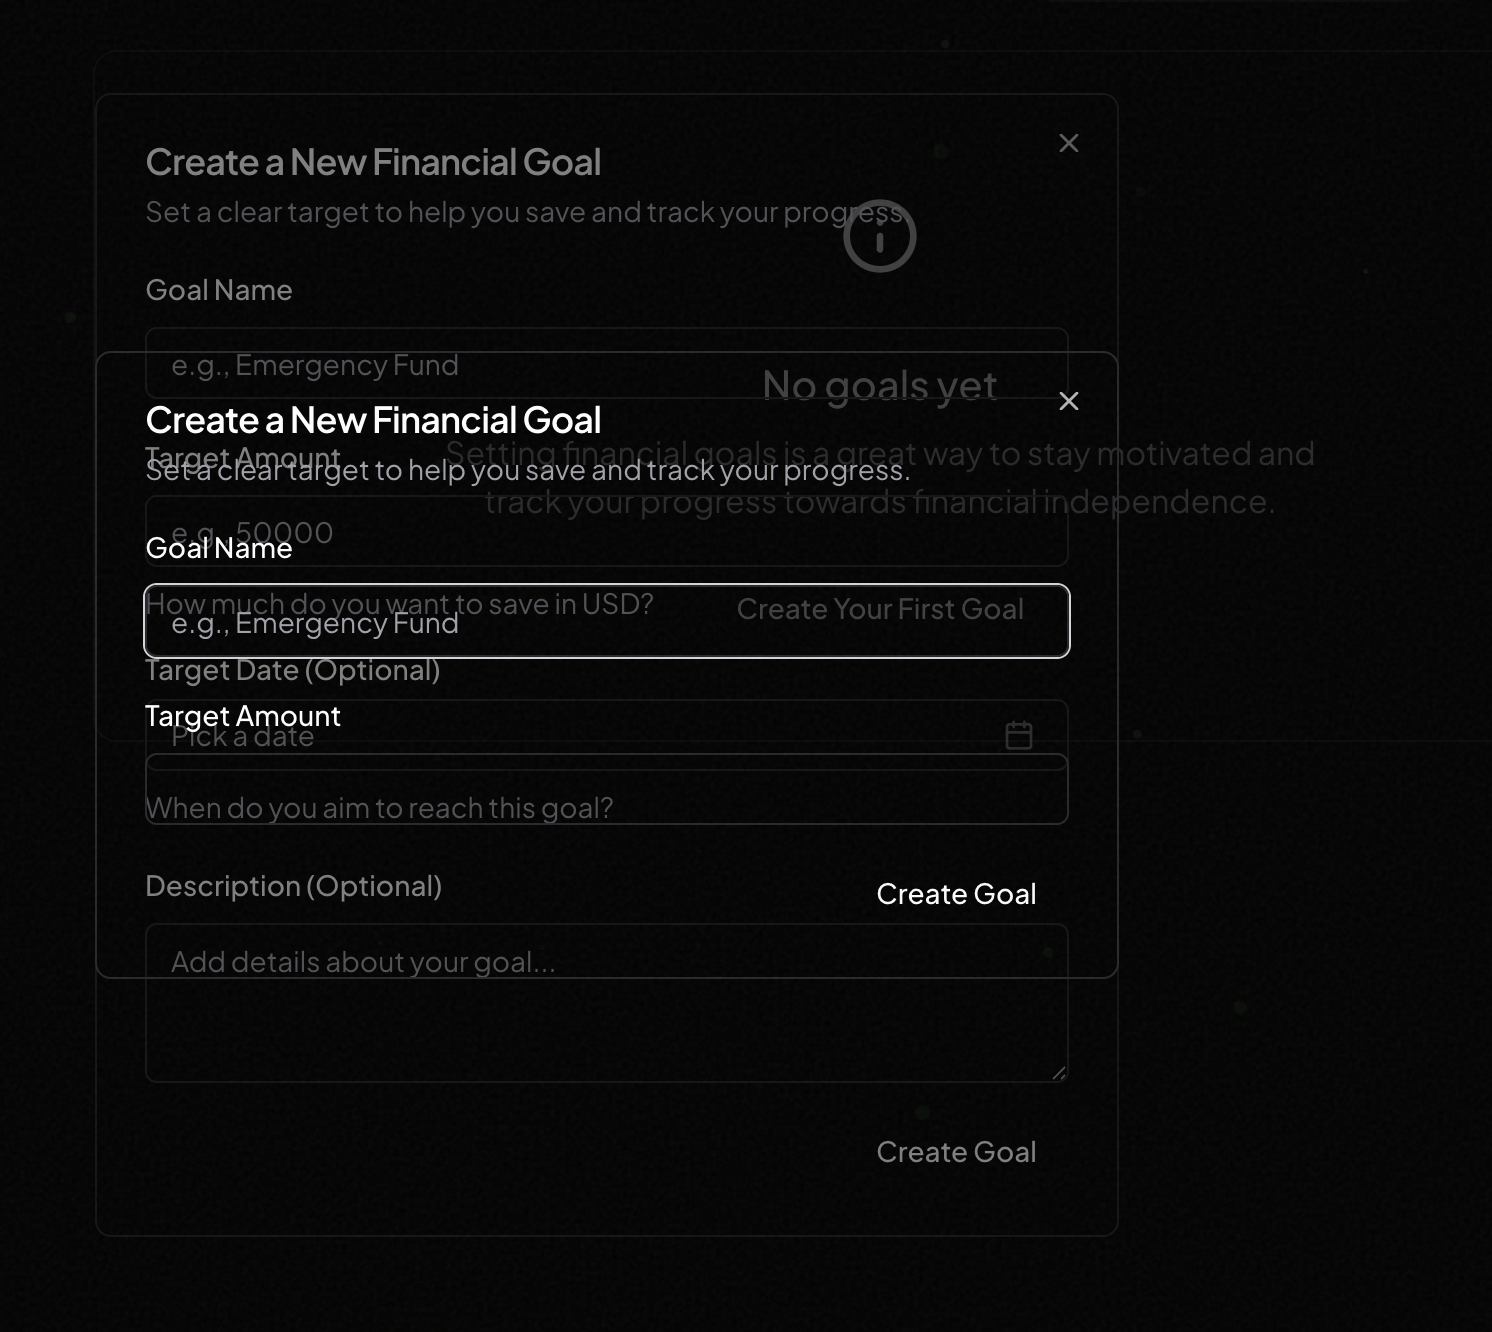 Create a New Financial Goal
Set a clear target to help you save and track your progress.
Goal Name
e.g., Emergency Fund
No goals yet
Create a New Financial Goal
Target Amount
Setting financial goals is a great way to stay motivated and
Set a clear target to help you save and track your progress.
track your progress towards financial independence.
e.g., 50000
Goal Name
How much do you want to save in USD?
Create Your First Goal
e.g., Emergency Fund
Target Date (Optional)
Target Amount
Pick a date
When do you aim to reach this goal?
Description (Optional)
Create Goal
Add details about your goal...
Create Goal